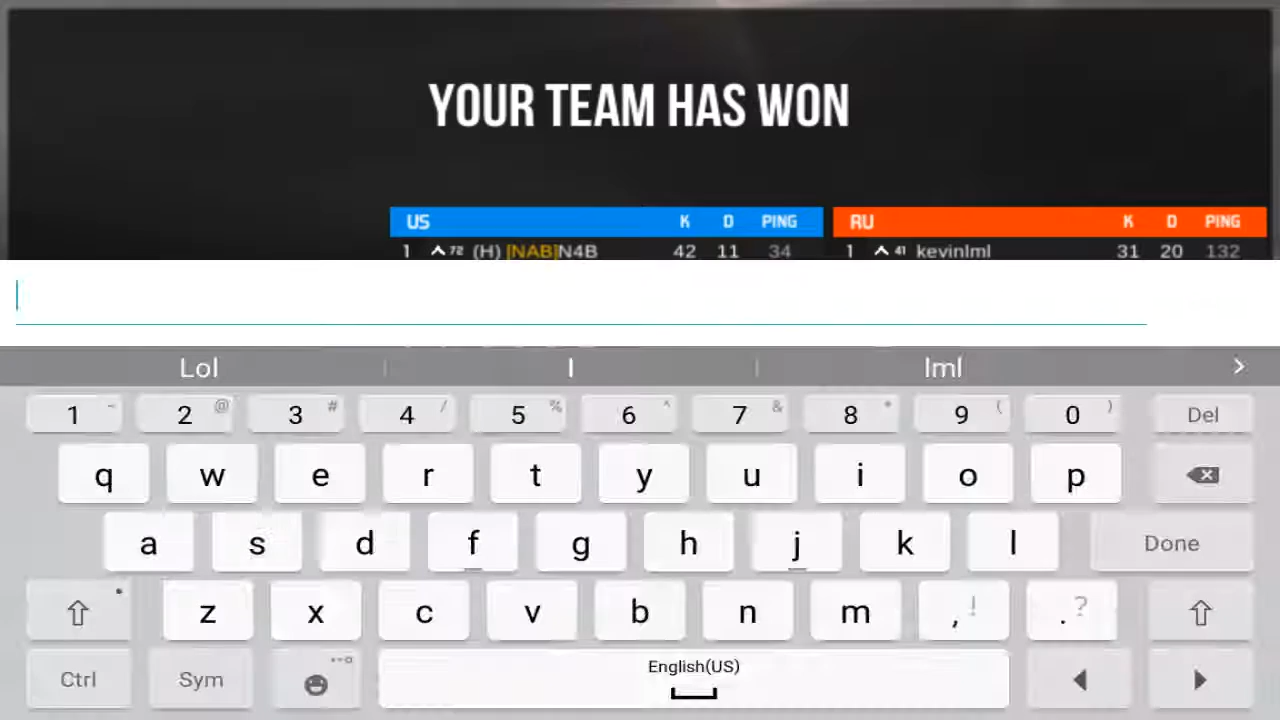 YOUR TEAM HAS WON
US K D PING RU K D PING
1 72 (H) [NAB]N4B 42 11 34 1 41 kevinlml 31 20 132
Lol I lml >
1 - 2 @ 3 # 4 / 5 % 6 ^ 7 & 8 * 9 ( 0 ) Del
q w e r t y u i o p
a s d f g h j k l Done
z x c v b n m , ! . ?
Ctrl Sym English(US)